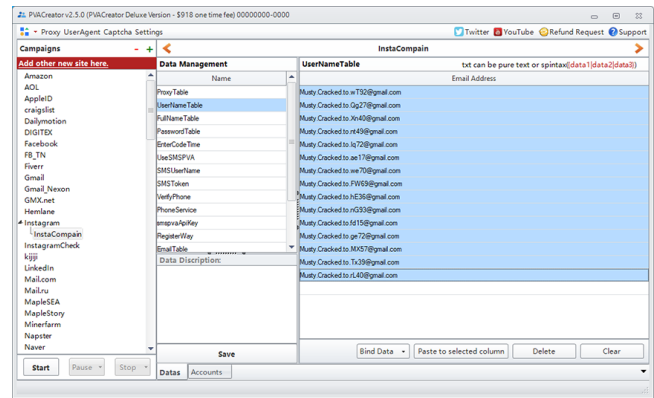 PVACreator v2.5.0 (PVACreator Deluxe Version - $918 one time fee) 00000000-0000
Proxy UserAgent Captcha Settings
Twitter YouTube Refund Request Support
Campaigns - +
InstaCompain
Add other new site here.
Data Management
UserNameTable
txt can be pure text or spintax({data1|data2|data3})
Name
Email Address
Amazon
AOL
AppleID
craigslist
Dailymotion
DIGITEX
Facebook
FB_TN
Fiverr
Gmail
Gmail_Nexon
GMX.net
Hemlane
Instagram
InstaCompain
InstagramCheck
kijiji
LinkedIn
Mail.com
Mail.ru
MapleSEA
MapleStory
Minerfarm
Napster
Naver
ProxyTable
UserNameTable
FullNameTable
PasswordTable
EnterCodeTime
UseSMSPVA
SMSUserName
SMSToken
VerifyPhone
PhoneService
smspvaApiKey
RegisterWay
EmailTable
Data Discription:
Musty.Cracked.to.wT92@gmail.com
Musty.Cracked.to.Qg27@gmail.com
Musty.Cracked.to.Xn40@gmail.com
Musty.Cracked.to.nt49@gmail.com
Musty.Cracked.to.lq72@gmail.com
Musty.Cracked.to.ae17@gmail.com
Musty.Cracked.to.we70@gmail.com
Musty.Cracked.to.FW69@gmail.com
Musty.Cracked.to.hE36@gmail.com
Musty.Cracked.to.nG93@gmail.com
Musty.Cracked.to.fd15@gmail.com
Musty.Cracked.to.ge72@gmail.com
Musty.Cracked.to.MX57@gmail.com
Musty.Cracked.to.Tx39@gmail.com
Musty.Cracked.to.rL40@gmail.com
Save
Bind Data
Paste to selected column
Delete
Clear
Start
Pause
Stop
Datas
Accounts